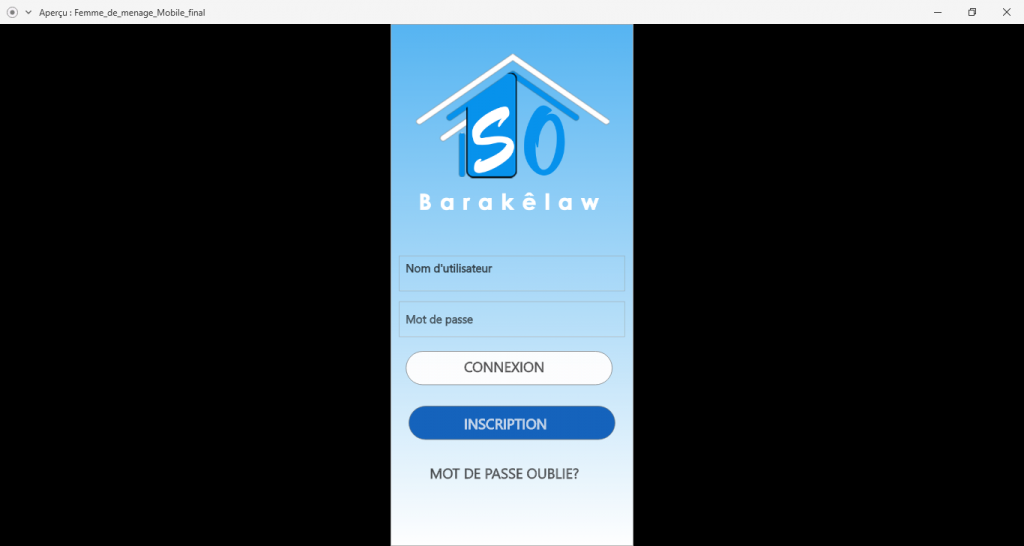 Aperçu : Femme_de_menage_Mobile_final
ISO
Barakêlaw
Nom d'utilisateur
Mot de passe
CONNEXION
INSCRIPTION
MOT DE PASSE OUBLIE?